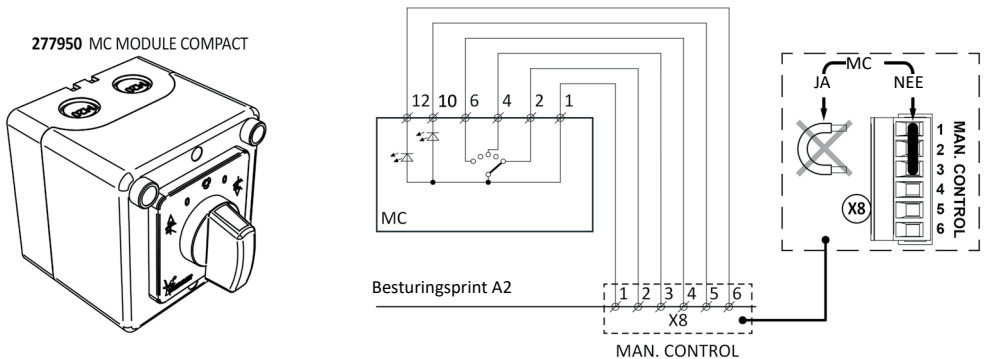 277950 MC MODULE COMPACT
12 10 6 4 2 1
MC
Besturingsprint A2
1 2 3 4 5 6
X8
MAN. CONTROL
MC
JA NEE
1
2
3
4
5
6
MAN. CONTROL
X8